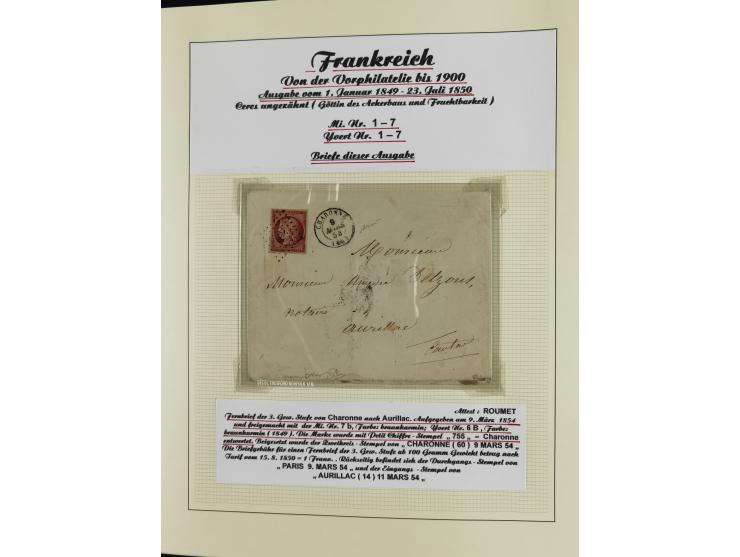 Frankreich
Von der Vorphilatelie bis 1900
Ausgabe vom 1. Januar 1849 - 23. Juli 1850
Ceres ungezähnt ( Göttin des Ackerbaus und Fruchtbarkeit )
Mi. Nr. 1 – 7
Yvert Nr. 1 – 7
Briefe dieser Ausgabe
CHARONNE
9
MARS
(60)
Monsieur
Monsieur Delzons,
notaire
aurillac
Cantal
Attest : ROUMET
Fernbrief der 3. Gew. Stufe von Charonne nach Aurillac. Aufgegeben am 9. März 1854
und freigemacht mit der Mi. Nr. 7 b, Farbe: braunkarmin; Yvert Nr. 6 B , Farbe:
braunkarmin ( 1849 ). Die Marke wurde mit Petit Chiffre - Stempel „ 755 „ = Charonne
entwertet. Beigesetzt wurde der Zweikreis - Stempel von „ CHARONNE ( 60 ) 9 MARS 54 „
Die Briefgebühr für einen Fernbrief der 3. Gew. Stufe ab 100 Gramm Gewicht betrug nach
Tarif vom 15. 8. 1850 = 1 Franc. . Rückseitig befindet sich der Durchgangs - Stempel von
„ PARIS 9. MARS 54 „ und der Eingangs - Stempel von
„ AURILLAC ( 14 ) 11 MARS 54 „